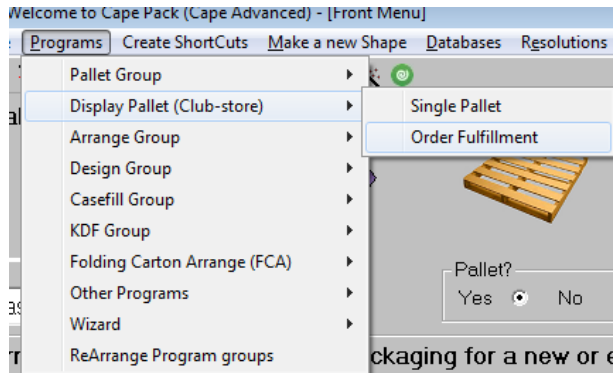 Welcome to Cape Pack (Cape Advanced) - [Front Menu]
Programs Create ShortCuts Make a new Shape Databases Resolutions
Pallet Group
Display Pallet (Club-store)
Single Pallet
Arrange Group
Order Fulfillment
Design Group
Casefill Group
KDF Group
Folding Carton Arrange (FCA)
Pallet?
Other Programs
Yes No
Wizard
ReArrange Program groups
ckaging for a new or e